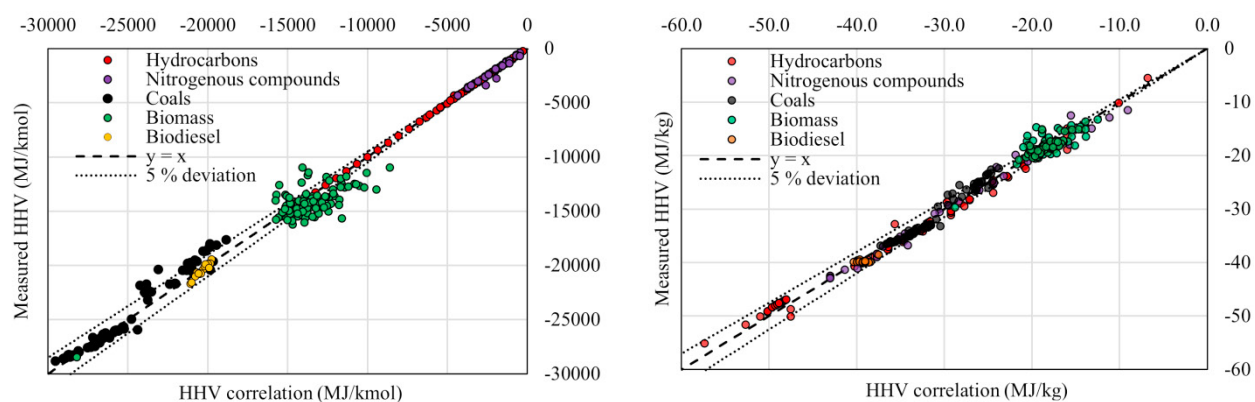 -30000 -25000 -20000 -15000 -10000 -5000 0
0
-5000
-10000
-15000
-20000
-25000
-30000
Hydrocarbons
Nitrogenous compounds
Coals
Biomass
Biodiesel
y = x
5 % deviation
Measured HHV (MJ/kmol)
HHV correlation (MJ/kmol)
-60.0 -50.0 -40.0 -30.0 -20.0 -10.0 0.0
0
-10
-20
-30
-40
-50
-60
Hydrocarbons
Nitrogenous compounds
Coals
Biomass
Biodiesel
y = x
5 % deviation
Measured HHV (MJ/kg)
HHV correlation (MJ/kg)